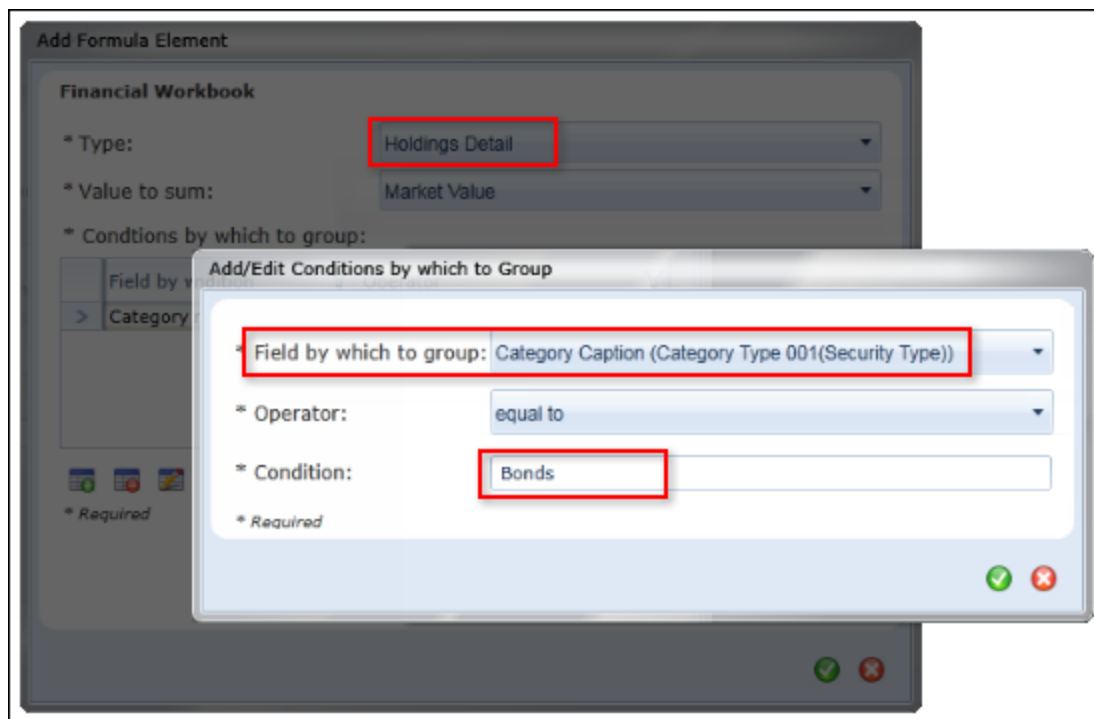 Add Formula Element
Financial Workbook
* Type: Holdings Detail
* Value to sum: Market Value
* Condtions by which to group:
Add/Edit Conditions by which to Group
Field by
Category
* Field by which to group: Category Caption (Category Type 001(Security Type))
* Operator: equal to
* Condition: Bonds
* Required
* Required